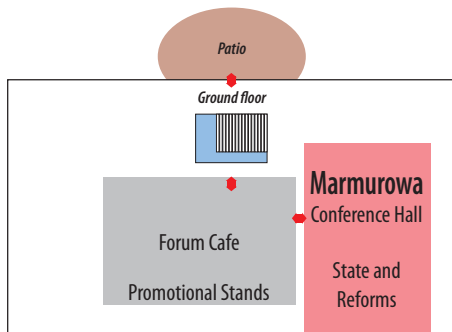 Patio
Ground floor
Marmurowa
Conference Hall
Forum Cafe
State and
Promotional Stands
Reforms